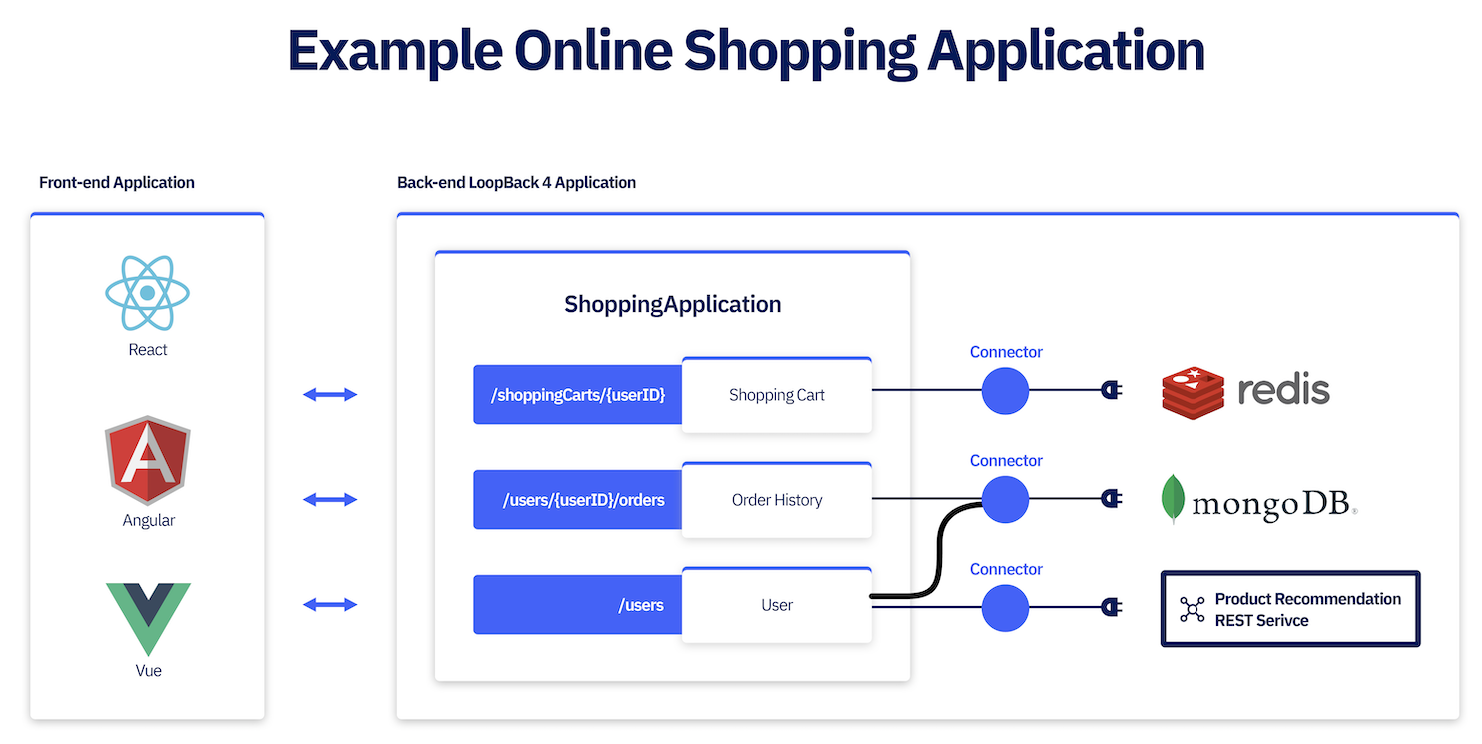 Example Online Shopping Application
Front-end Application
Back-end LoopBack 4 Application
React
Angular
Vue
ShoppingApplication
/shoppingCarts/{userID}
Shopping Cart
/users/{userID}/orders
Order History
/users
User
Connector
redis
Connector
mongoDB®
Connector
Product Recommendation
REST Serivce